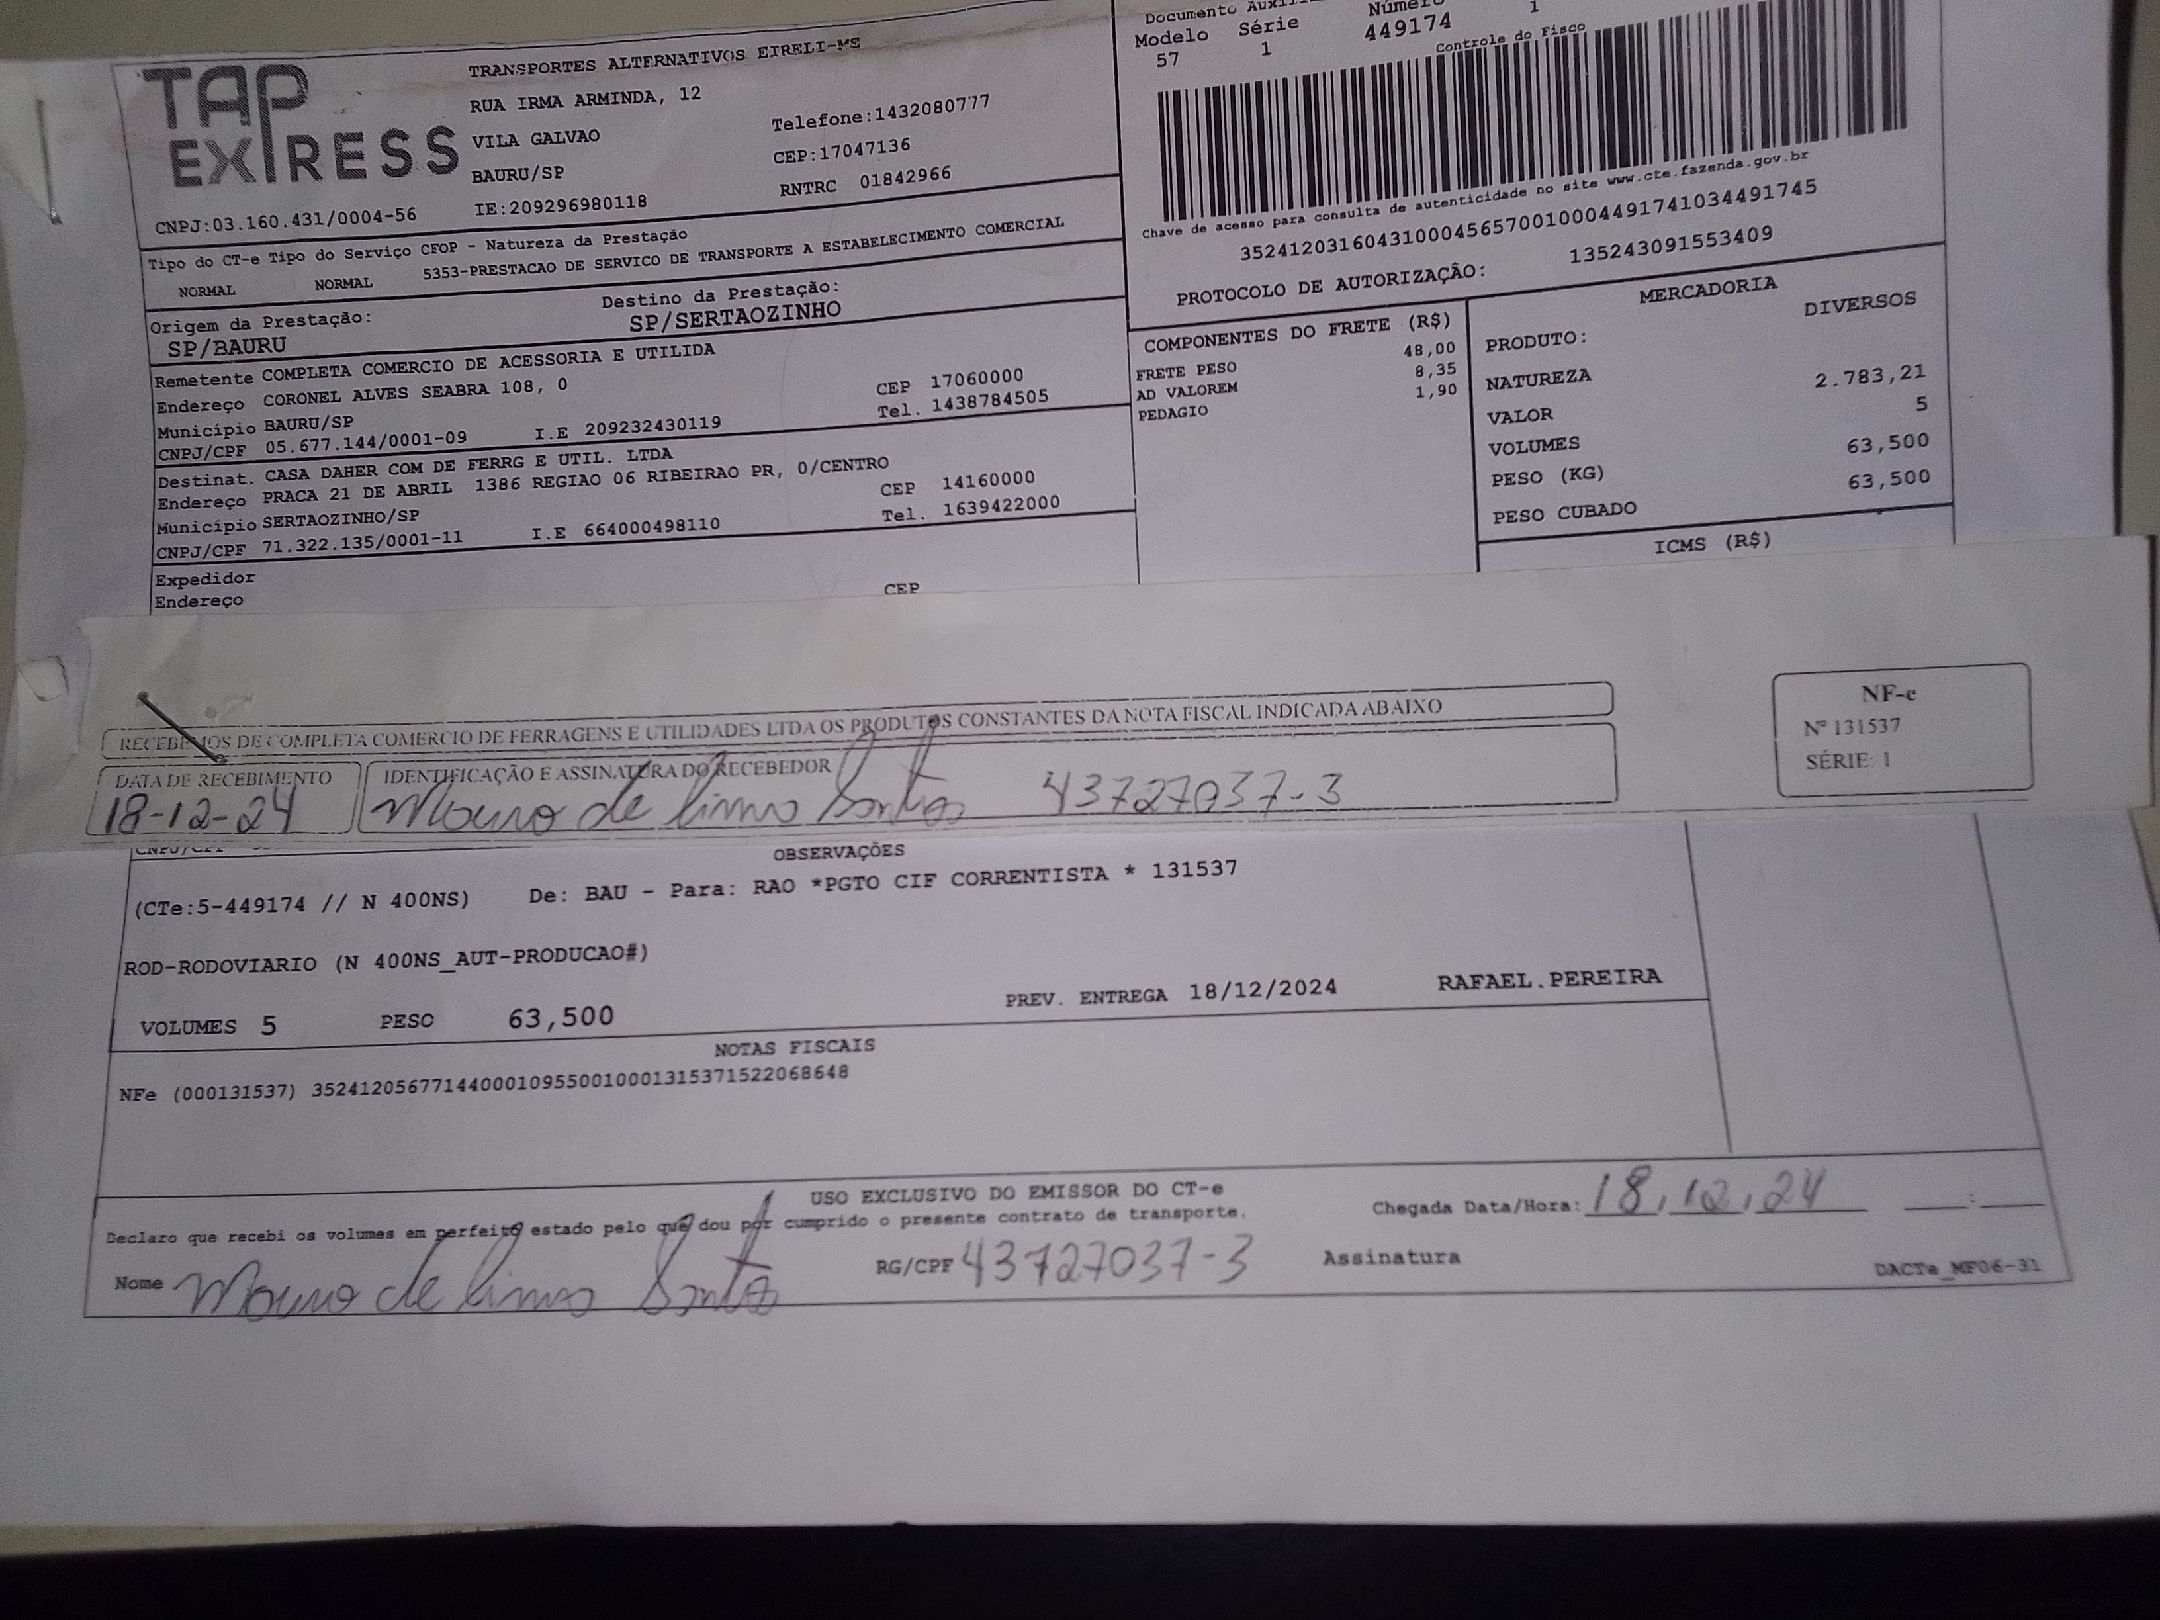 TAP EXPRESS
TRANSPORTES ALTERNATIVOS EIRELI-ME
RUA IRMA ARMINDA, 12
VILA GALVAO Telefone:1432080777
BAURU/SP CEP:17047136
CNPJ:03.160.431/0004-56 IE:209296980118 RNTRC 01842966
Tipo do CT-e Tipo do Serviço CFOP - Natureza da Prestação
NORMAL NORMAL 5353-PRESTACAO DE SERVICO DE TRANSPORTE A ESTABELECIMENTO COMERCIAL
Origem da Prestação: Destino da Prestação:
SP/BAURU SP/SERTAOZINHO
Remetente COMPLETA COMERCIO DE ACESSORIA E UTILIDA
Endereço CORONEL ALVES SEABRA 108, 0 CEP 17060000
Município BAURU/SP Tel. 1438784505
CNPJ/CPF 05.677.144/0001-09 I.E 209232430119
Destinat. CASA DAHER COM DE FERRG E UTIL. LTDA
Endereço PRACA 21 DE ABRIL 1386 REGIAO 06 RIBEIRAO PR, 0/CENTRO
Município SERTAOZINHO/SP CEP 14160000
CNPJ/CPF 71.322.135/0001-11 I.E 664000498110 Tel. 1639422000
Expedidor
Endereço CEP
Documento
Modelo Série Número 1
57 1 449174
Controle do Fisco
Chave de acesso para consulta de autenticidade no site www.cte.fazenda.gov.br
35241203160431000456570010004491741034491745
PROTOCOLO DE AUTORIZAÇÃO: 135243091553409
COMPONENTES DO FRETE (R$)
FRETE PESO 48,00
AD VALOREM 8,35
PEDAGIO 1,90
MERCADORIA
PRODUTO: DIVERSOS
NATUREZA
VALOR 2.783,21
VOLUMES 5
PESO (KG) 63,500
PESO CUBADO 63,500
ICMS (R$)
RECEBEMOS DE COMPLETA COMERCIO DE FERRAGENS E UTILIDADES LTDA OS PRODUTOS CONSTANTES DA NOTA FISCAL INDICADA ABAIXO
DATA DE RECEBIMENTO IDENTIFICAÇÃO E ASSINATURA DO RECEBEDOR
18-12-24 Mauro de lima Santos 43727037-3
NF-e
Nº 131537
SÉRIE: 1
CNPJ/CPF
OBSERVAÇÕES
(CTe:5-449174 // N 400NS) De: BAU - Para: RAO *PGTO CIF CORRENTISTA * 131537
ROD-RODOVIARIO (N 400NS_AUT-PRODUCAO#)
VOLUMES 5 PESO 63,500 PREV. ENTREGA 18/12/2024 RAFAEL.PEREIRA
NOTAS FISCAIS
NFe (000131537) 35241205677144000109550010001315371522068648
USO EXCLUSIVO DO EMISSOR DO CT-e
Declaro que recebi os volumes em perfeito estado pelo que dou por cumprido o presente contrato de transporte. Chegada Data/Hora: 18,12,24
Nome Mauro de lima Santos RG/CPF 43727037-3 Assinatura
DACTe_MF06-31